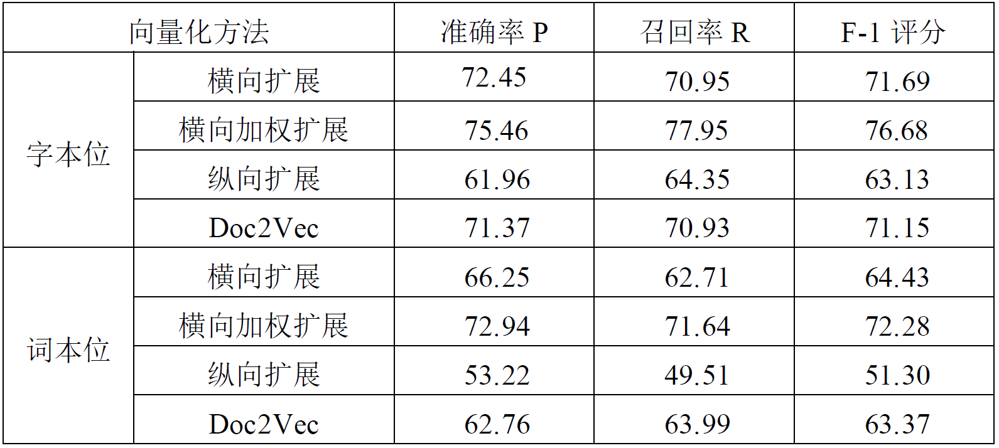 向量化方法 准确率 P 召回率 R F-1 评分
字本位
横向扩展 72.45 70.95 71.69
横向加权扩展 75.46 77.95 76.68
纵向扩展 61.96 64.35 63.13
Doc2Vec 71.37 70.93 71.15
词本位
横向扩展 66.25 62.71 64.43
横向加权扩展 72.94 71.64 72.28
纵向扩展 53.22 49.51 51.30
Doc2Vec 62.76 63.99 63.37